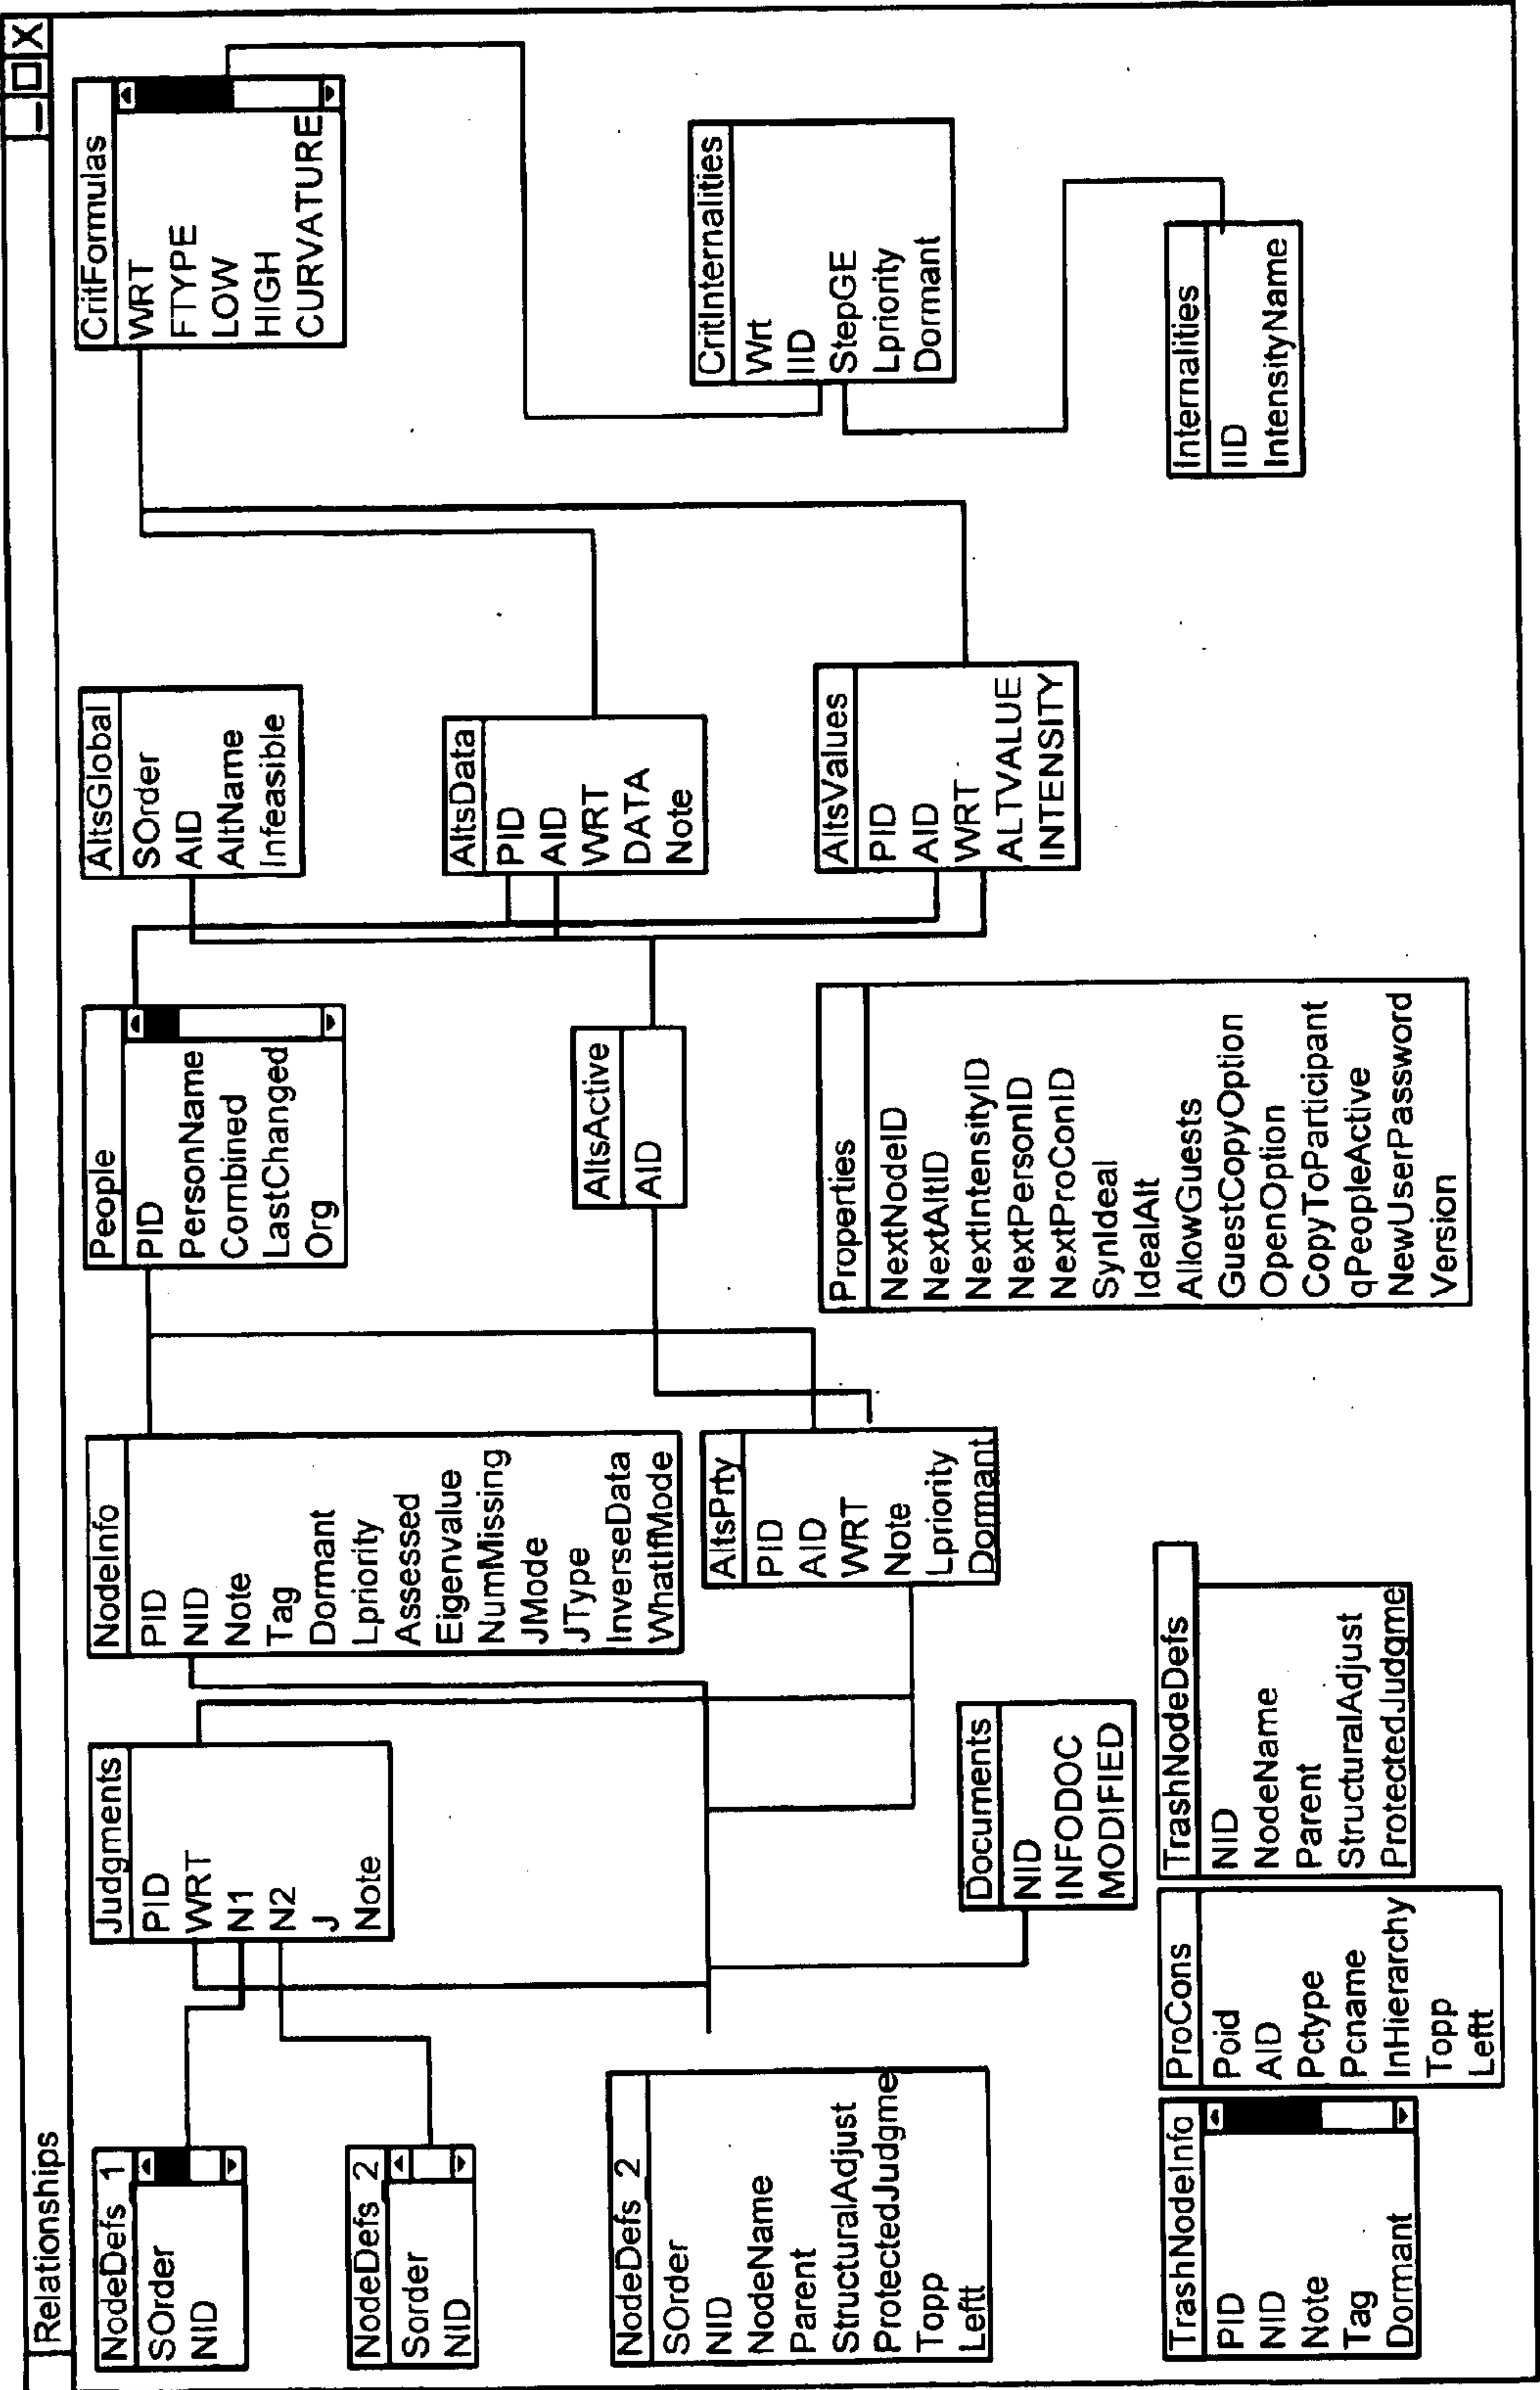 Relationships
NodeDefs_1
SOrder
NID
NodeDefs_2
Sorder
NID
NodeDefs_2
SOrder
NID
NodeName
Parent
StructuralAdjust
ProtectedJudgme
Topp
Leftt
TrashNodeInfo
PID
NID
Note
Tag
Dormant
Judgments
PID
WRT
N1
N2
J
Note
Documents
NID
INFODOC
MODIFIED
ProCons
Poid
AID
Pctype
Pcname
InHierarchy
Topp
Leftt
TrashNodeDefs
NID
NodeName
Parent
StructuralAdjust
ProtectedJudgme
NodeInfo
PID
NID
Note
Tag
Dormant
Lpriority
Assessed
Eigenvalue
NumMissing
JMode
JType
InverseData
WhatIfMode
AltsPrty
PID
AID
WRT
Note
Lpriority
Dormant
People
PID
PersonName
Combined
LastChanged
Org
AltsActive
AID
Properties
NextNodeID
NextAltID
NextIntensityID
NextPersonID
NextProConID
SynIdeal
IdealAlt
AllowGuests
GuestCopyOption
OpenOption
CopyToParticipant
qPeopleActive
NewUserPassword
Version
AltsGlobal
SOrder
AID
AltName
Infeasible
AltsData
PID
AID
WRT
DATA
Note
AltsValues
PID
AID
WRT
ALTVALUE
INTENSITY
CritFormulas
WRT
FTYPE
LOW
HIGH
CURVATURE
CritInternalities
Wrt
IID
StepGE
Lpriority
Dormant
Internalities
IID
IntensityName